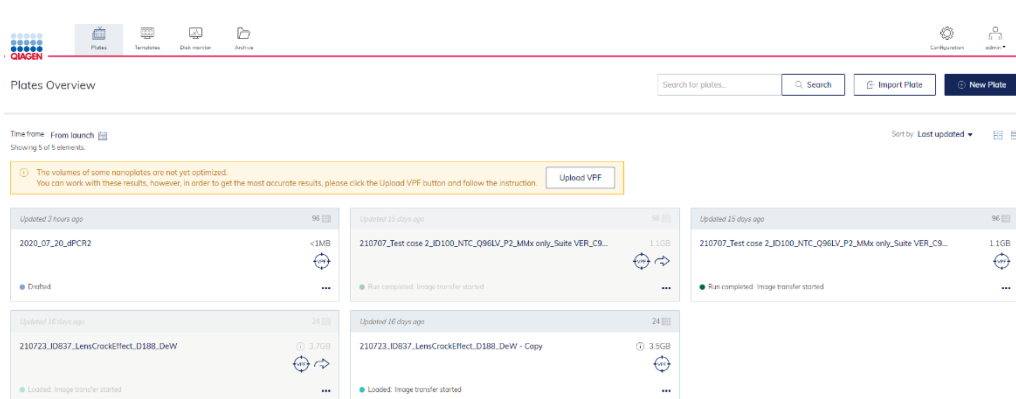 QIAGEN
Plates
Templates
Disk monitor
Archive
Configuration
admin
Plates Overview
Search for plates...
Search
Import Plate
New Plate
Time frame From launch
Sort by Last updated
Showing 5 of 5 elements.
The volumes of some nanoplates are not yet optimized.
You can work with these results, however, in order to get the most accurate results, please click the Upload VPF button and follow the instruction.
Upload VPF
Updated 3 hours ago 96
2020_07_20_dPCR2 <1MB
VPF
Drafted
Updated 15 days ago 96
210707_Test case 2_ID100_NTC_Q96LV_P2_MMx only_Suite VER_C9... 1.1GB
VPF
Run completed: Image transfer started
Updated 15 days ago 96
210707_Test case 2_ID100_NTC_Q96LV_P2_MMx only_Suite VER_C9... 1.1GB
VPF
Run completed: Image transfer started
Updated 16 days ago 24
210723_ID837_LensCrackEffect_D188_DeW 3.7GB
VPF
Loaded: Image transfer started
Updated 16 days ago 24
210723_ID837_LensCrackEffect_D188_DeW - Copy 3.5GB
VPF
Loaded: Image transfer started